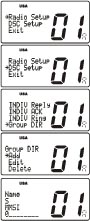 USA
*Radio Setup
DSC Setup
Exit
01
USA
Radio Setup
*DSC Setup
Exit
01
USA
INDIV Reply
INDIV ACK
INDIV Ring
*Group DIR
01
USA
Group DIR
*Add
Edit
Delete
01
USA
Name
S
MMSI
0
01